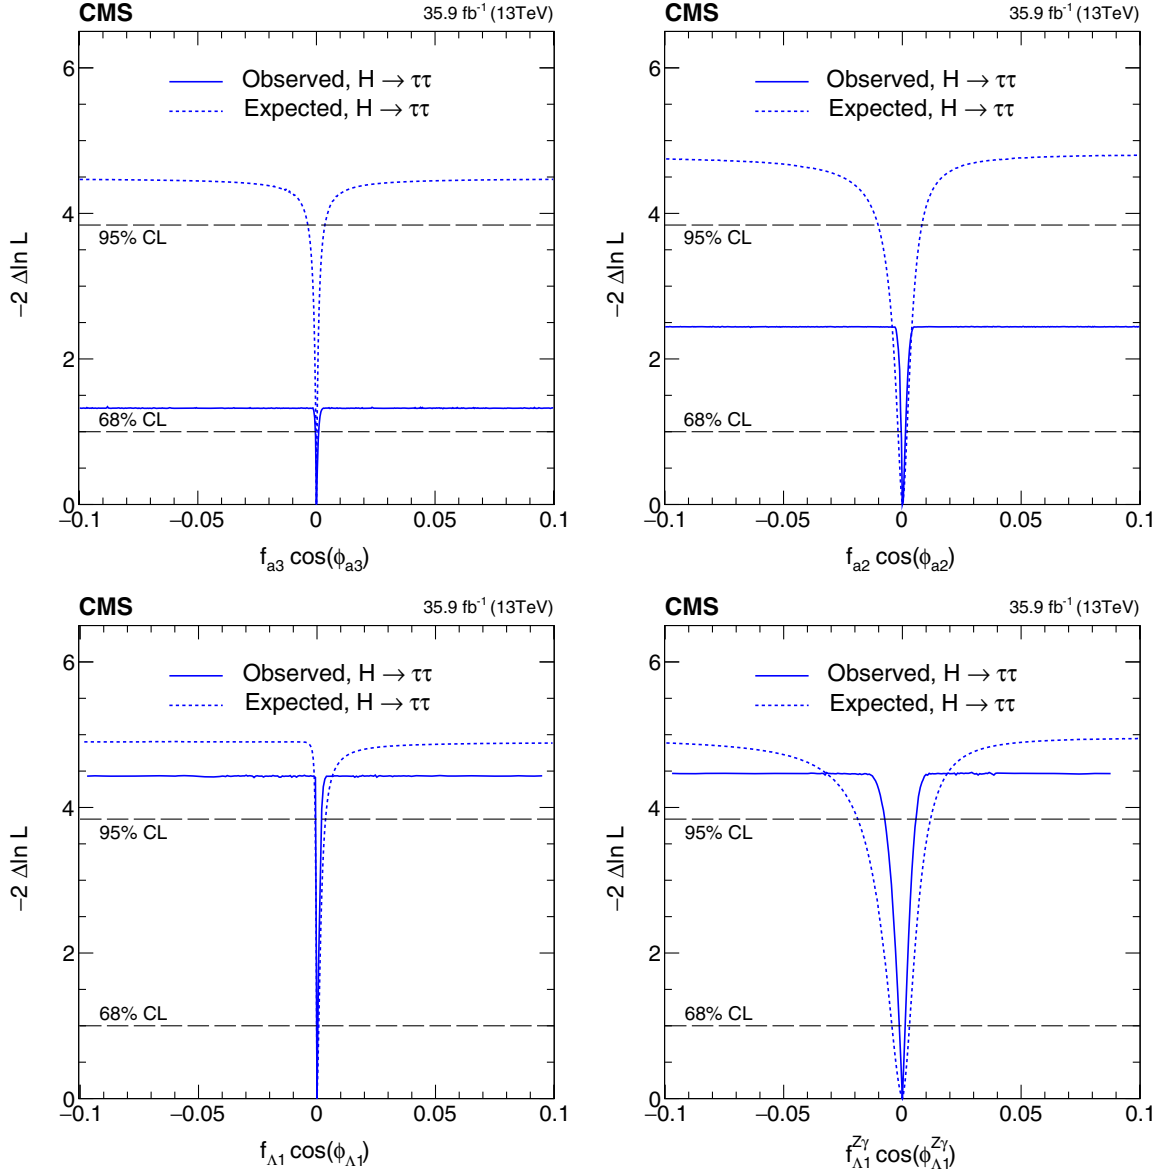 CMS 35.9 fb⁻¹ (13TeV)
6
4
2
0
−2 Δln L
Observed, H → ττ
Expected, H → ττ
95% CL
68% CL
−0.1 −0.05 0 0.05 0.1
f_a3 cos(ϕ_a3)
CMS 35.9 fb⁻¹ (13TeV)
6
4
2
0
−2 Δln L
Observed, H → ττ
Expected, H → ττ
95% CL
68% CL
−0.1 −0.05 0 0.05 0.1
f_a2 cos(ϕ_a2)
CMS 35.9 fb⁻¹ (13TeV)
6
4
2
0
−2 Δln L
Observed, H → ττ
Expected, H → ττ
95% CL
68% CL
−0.1 −0.05 0 0.05 0.1
f_Λ1 cos(ϕ_Λ1)
CMS 35.9 fb⁻¹ (13TeV)
6
4
2
0
−2 Δln L
Observed, H → ττ
Expected, H → ττ
95% CL
68% CL
−0.1 −0.05 0 0.05 0.1
f_Λ1^Zγ cos(ϕ_Λ1^Zγ)